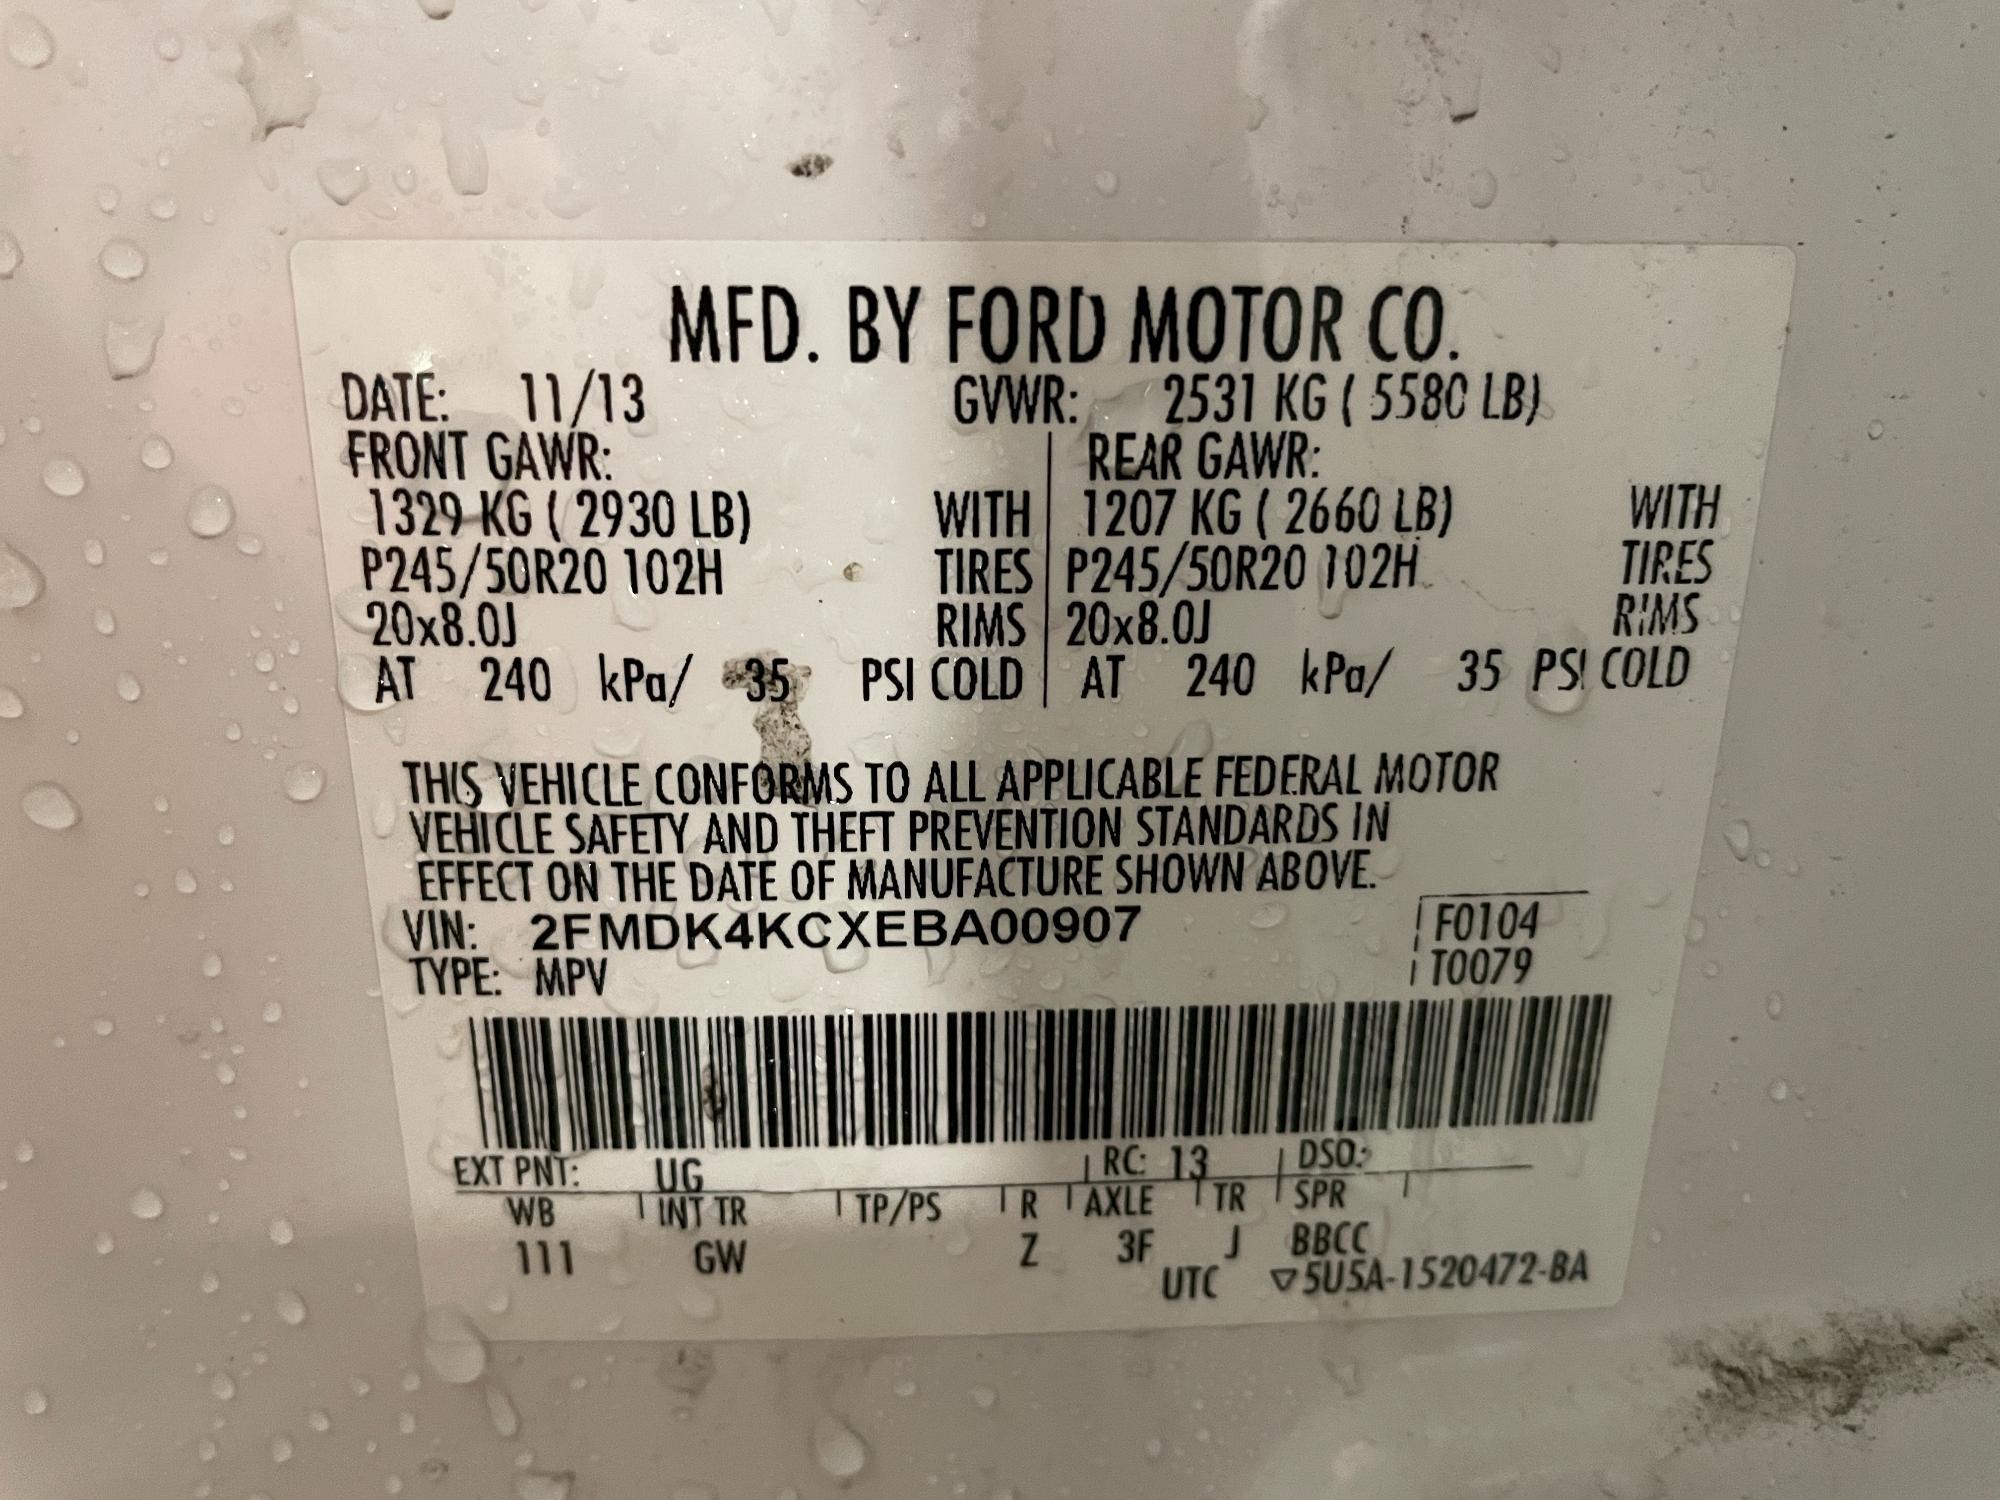 MFD. BY FORD MOTOR CO.
DATE: 11/13 GVWR: 2531 KG ( 5580 LB)
FRONT GAWR: REAR GAWR:
1329 KG ( 2930 LB) WITH 1207 KG ( 2660 LB) WITH
P245/50R20 102H TIRES P245/50R20 102H TIRES
20x8.0J RIMS 20x8.0J RIMS
AT 240 kPa/ 35 PSI COLD AT 240 kPa/ 35 PSI COLD
THIS VEHICLE CONFORMS TO ALL APPLICABLE FEDERAL MOTOR
VEHICLE SAFETY AND THEFT PREVENTION STANDARDS IN
EFFECT ON THE DATE OF MANUFACTURE SHOWN ABOVE.
VIN: 2FMDK4KCXEBA00907 F0104
TYPE: MPV T0079
EXT PNT: UG RC: 13 DSO:
WB INT TR TP/PS R AXLE TR SPR
111 GW Z 3F J BBCC
UTC ▽5U5A-1520472-BA